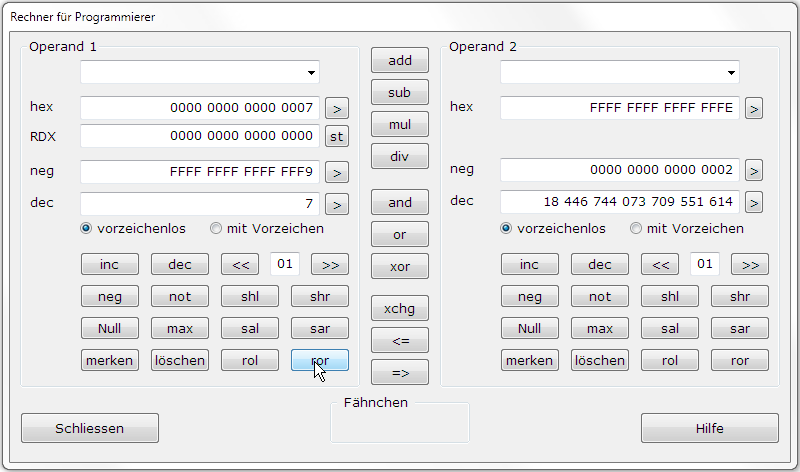 Rechner für Programmierer
Operand 1
hex 0000 0000 0000 0007 >
RDX 0000 0000 0000 0000 st
neg FFFF FFFF FFFF FFF9 >
dec 7 >
vorzeichenlos mit Vorzeichen
inc dec << 01 >>
neg not shl shr
Null max sal sar
merken löschen rol ror
add
sub
mul
div
and
or
xor
xchg
<=
=>
Operand 2
hex FFFF FFFF FFFF FFFE >
neg 0000 0000 0000 0002 >
dec 18 446 744 073 709 551 614 >
vorzeichenlos mit Vorzeichen
inc dec << 01 >>
neg not shl shr
Null max sal sar
merken löschen rol ror
Fähnchen
Schliessen Hilfe